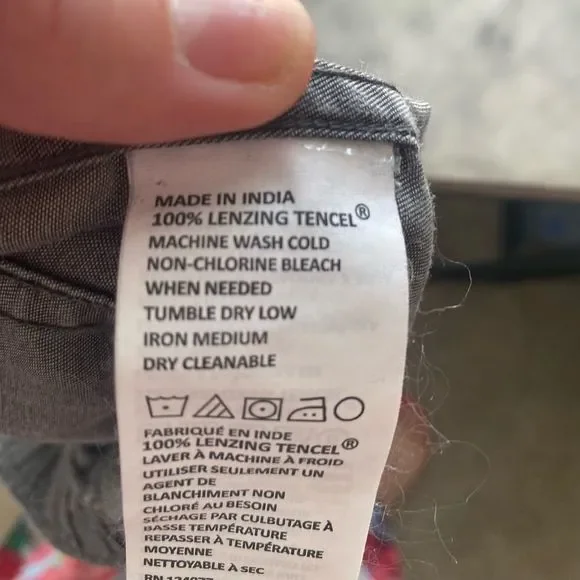 MADE IN INDIA
100% LENZING TENCEL®
MACHINE WASH COLD
NON-CHLORINE BLEACH
WHEN NEEDED
TUMBLE DRY LOW
IRON MEDIUM
DRY CLEANABLE
FABRIQUÉ EN INDE
100% LENZING TENCEL®
LAVER À MACHINE À FROID
UTILISER SEULEMENT UN
AGENT DE
BLANCHIMENT NON
CHLORÉ AU BESOIN
SÉCHAGE PAR CULBUTAGE À
BASSE TEMPÉRATURE
REPASSER À TEMPÉRATURE
MOYENNE
NETTOYABLE À SEC
RN